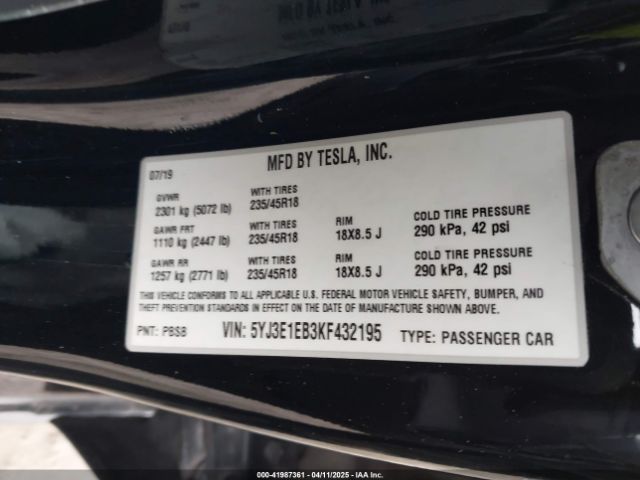 MFD BY TESLA, INC.
07/19
GVWR
2301 kg (5072 lb)
WITH TIRES
235/45R18
GAWR FRT
1110 kg (2447 lb)
WITH TIRES
235/45R18
RIM
18X8.5 J
COLD TIRE PRESSURE
290 kPa, 42 psi
GAWR RR
1257 kg (2771 lb)
WITH TIRES
235/45R18
RIM
18X8.5 J
COLD TIRE PRESSURE
290 kPa, 42 psi
THIS VEHICLE CONFORMS TO ALL APPLICABLE U.S. FEDERAL MOTOR VEHICLE SAFETY, BUMPER, AND
THEFT PREVENTION STANDARDS IN EFFECT ON THE DATE OF MANUFACTURE SHOWN ABOVE.
PNT: PBSB VIN: 5YJ3E1EB3KF432195 TYPE: PASSENGER CAR
000-41987361 - 04/11/2025 - IAAI, Inc.